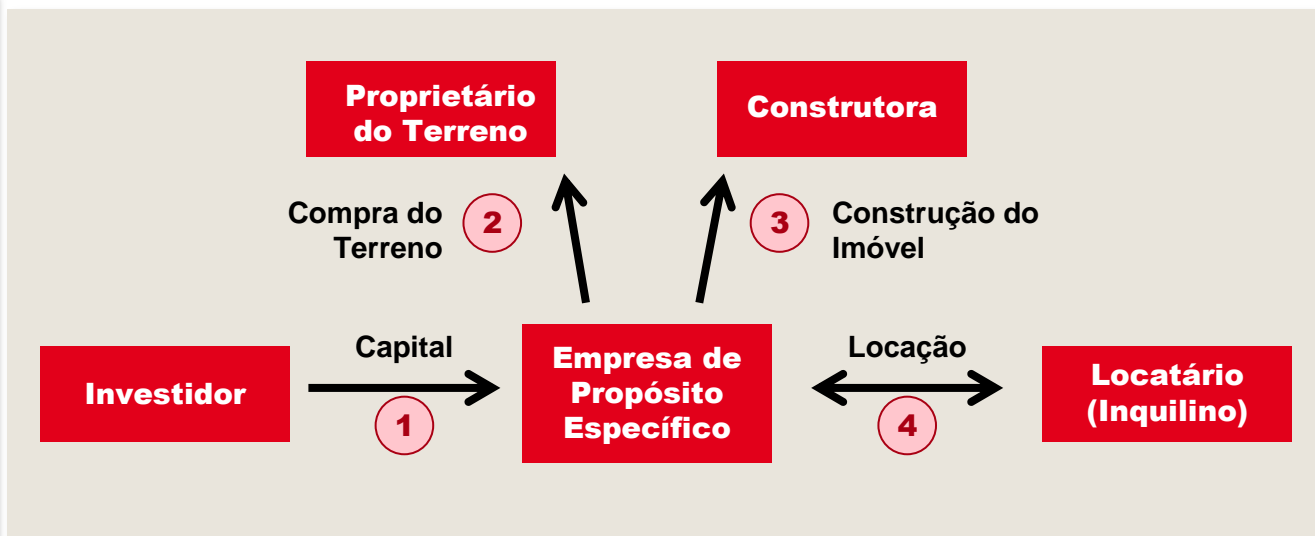 Proprietário
do Terreno
Construtora
Compra do
Terreno
2
3
Construção do
Imóvel
Investidor
Capital
1
Empresa de
Propósito
Específico
Locação
4
Locatário
(Inquilino)